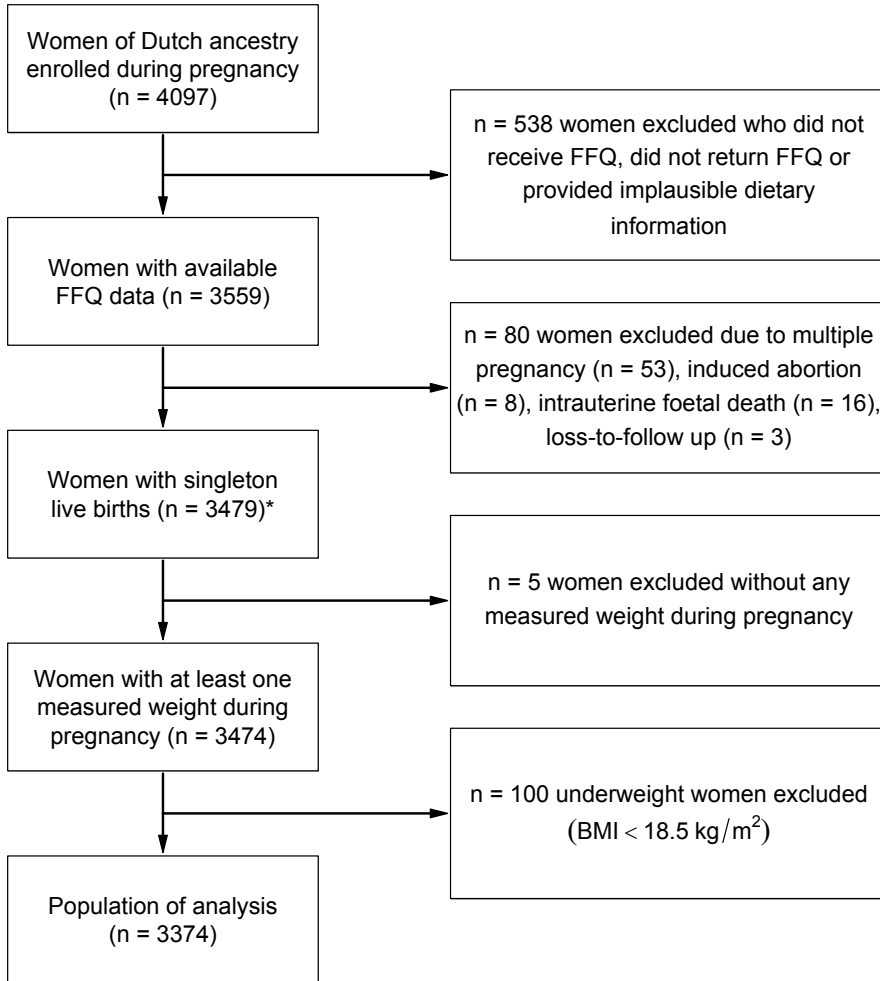 Women of Dutch ancestry
enrolled during pregnancy
(n = 4097)
n = 538 women excluded who did not
receive FFQ, did not return FFQ or
provided implausible dietary
information
Women with available
FFQ data (n = 3559)
n = 80 women excluded due to multiple
pregnancy (n = 53), induced abortion
(n = 8), intrauterine foetal death (n = 16),
loss-to-follow up (n = 3)
Women with singleton
live births (n = 3479)*
n = 5 women excluded without any
measured weight during pregnancy
Women with at least one
measured weight during
pregnancy (n = 3474)
n = 100 underweight women excluded
(BMI < 18.5 kg/m²)
Population of analysis
(n = 3374)